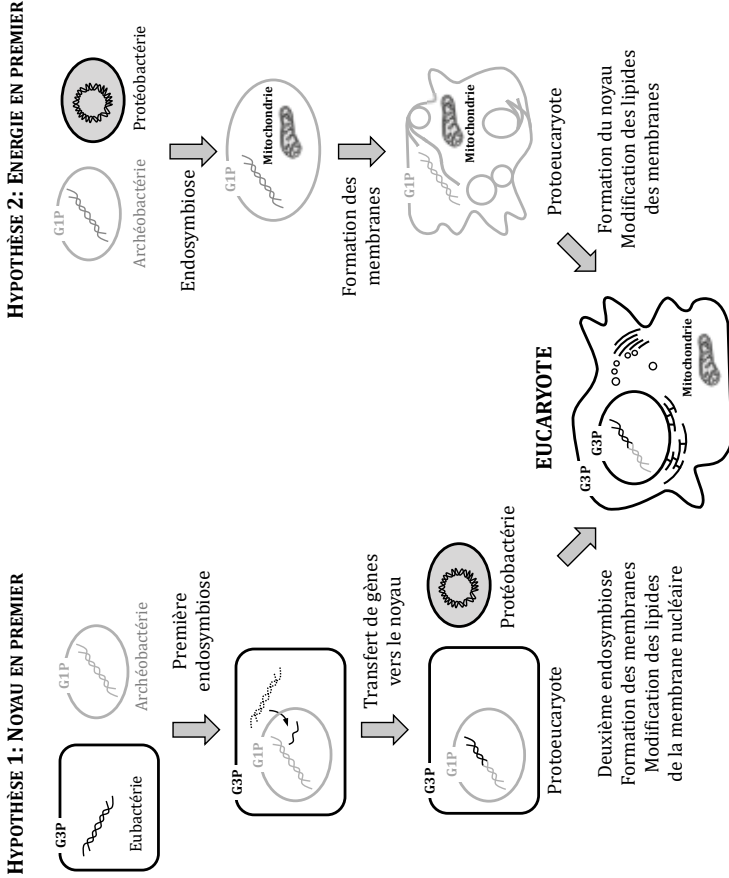 HYPOTHÈSE 1: NOYAU EN PREMIER
G3P
Eubactérie
G1P
Archéobactérie
Première
endosymbiose
G3P
G1P
Transfert de gènes
vers le noyau
G3P
G1P
Protoeucaryote
Protéobactérie
Deuxième endosymbiose
Formation des membranes
Modification des lipides
de la membrane nucléaire
HYPOTHÈSE 2: ENERGIE EN PREMIER
G1P
Archéobactérie
Protéobactérie
Endosymbiose
G1P
Mitochondrie
Formation des
membranes
G1P
Mitochondrie
Protoeucaryote
Formation du noyau
Modification des lipides
des membranes
EUCARYOTE
G3P
G3P
Mitochondrie